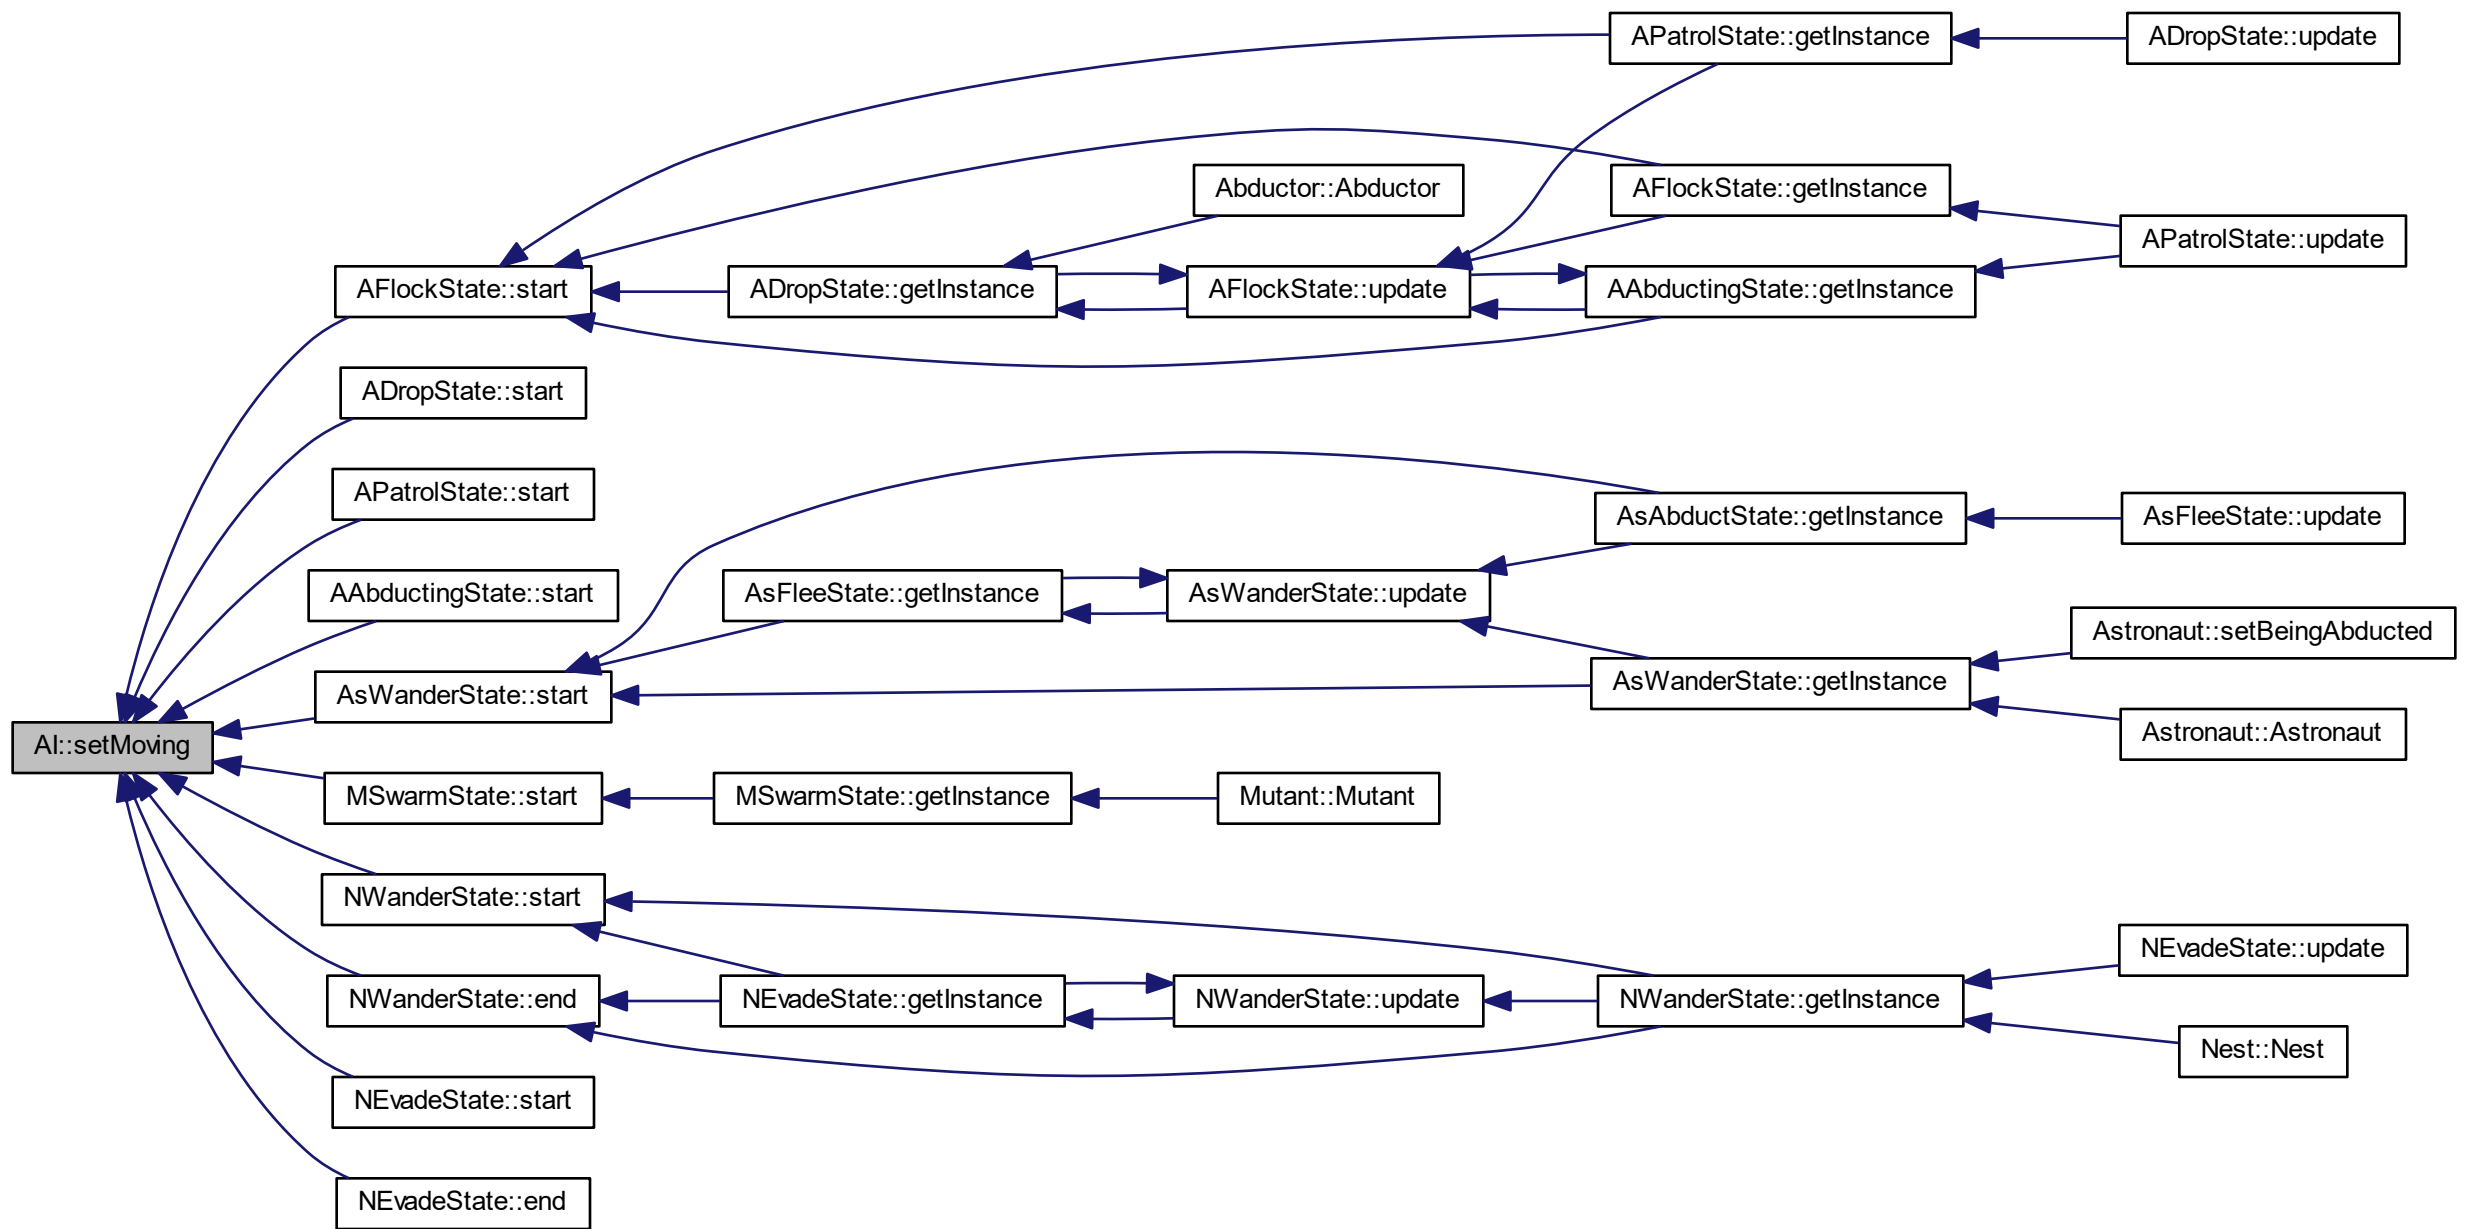 APatrolState::getInstance
ADropState::update
Abductor::Abductor
AFlockState::getInstance
APatrolState::update
AFlockState::start
ADropState::getInstance
AFlockState::update
AAbductingState::getInstance
ADropState::start
APatrolState::start
AsAbductState::getInstance
AsFleeState::update
AAbductingState::start
AsFleeState::getInstance
AsWanderState::update
Astronaut::setBeingAbducted
AsWanderState::start
AsWanderState::getInstance
Astronaut::Astronaut
AI::setMoving
MSwarmState::start
MSwarmState::getInstance
Mutant::Mutant
NWanderState::start
NEvadeState::update
NWanderState::end
NEvadeState::getInstance
NWanderState::update
NWanderState::getInstance
Nest::Nest
NEvadeState::start
NEvadeState::end